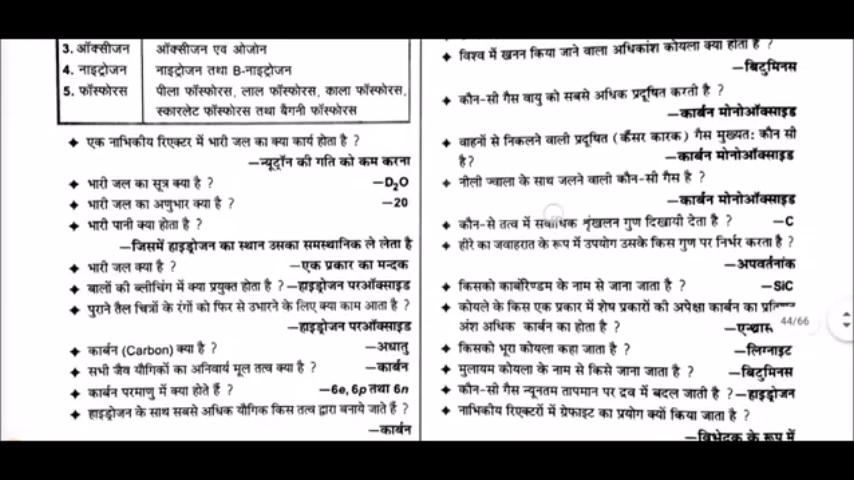 3. ऑक्सीजन ऑक्सीजन एवं ओजोन
4. नाइट्रोजन नाइट्रोजन तथा B-नाइट्रोजन
5. फॉस्फोरस पीला फॉस्फोरस, लाल फॉस्फोरस, काला फॉस्फोरस,
स्कारलेट फॉस्फोरस तथा बैगनी फॉस्फोरस
✦ एक नाभिकीय रिएक्टर में भारी जल का क्या कार्य होता है ?
–न्यूट्रॉन की गति को कम करना
✦ भारी जल का सूत्र क्या है ? –D₂O
✦ भारी जल का अणुभार क्या है ? –20
✦ भारी पानी क्या होता है ?
–जिसमें हाइड्रोजन का स्थान उसका समस्थानिक ले लेता है
✦ भारी जल क्या है ? –एक प्रकार का मन्दक
✦ बालों की ब्लीचिंग में क्या प्रयुक्त होता है ? –हाइड्रोजन परऑक्साइड
✦ पुराने तैल चित्रों के रंगों को फिर से उभारने के लिए क्या काम आता है ?
–हाइड्रोजन परऑक्साइड
✦ कार्बन (Carbon) क्या है ? –अधातु
✦ सभी जैव यौगिकों का अनिवार्य मूल तत्व क्या है ? –कार्बन
✦ कार्बन परमाणु में क्या होते हैं ? –6e, 6p तथा 6n
✦ हाइड्रोजन के साथ सबसे अधिक यौगिक किस तत्व द्वारा बनाये जाते हैं ?
–कार्बन
✦ विश्व में खनन किया जाने वाला अधिकांश कोयला क्या होता है ?
–बिटुमिनस
✦ कौन-सी गैस वायु को सबसे अधिक प्रदूषित करती है ?
–कार्बन मोनोऑक्साइड
✦ वाहनों से निकलने वाली प्रदूषित (कैंसर कारक) गैस मुख्यत: कौन सी
है? –कार्बन मोनोऑक्साइड
✦ नीली ज्वाला के साथ जलने वाली कौन-सी गैस है ?
–कार्बन मोनोऑक्साइड
✦ कौन-से तत्व में सर्वाधिक शृंखलन गुण दिखायी देता है ? –C
✦ हीरे का जवाहरात के रूप में उपयोग उसके किस गुण पर निर्भर करता है ?
–अपवर्तनांक
✦ किसको कार्बोरेण्डम के नाम से जाना जाता है ? –SiC
✦ कोयले के किस एक प्रकार में शेष प्रकारों की अपेक्षा कार्बन का
अंश अधिक कार्बन का होता है ?
44/66
✦ किसको भूरा कोयला कहा जाता है ? –लिग्नाइट
✦ मुलायम कोयला के नाम से किसे जाना जाता है ? –बिटुमिनस
✦ कौन-सी गैस न्यूनतम तापमान पर द्रव में बदल जाती है ? –हाइड्रोजन
✦ नाभिकीय रिएक्टरों में ग्रेफाइट का प्रयोग क्यों किया जाता है ?
–विभेदक के रूप में